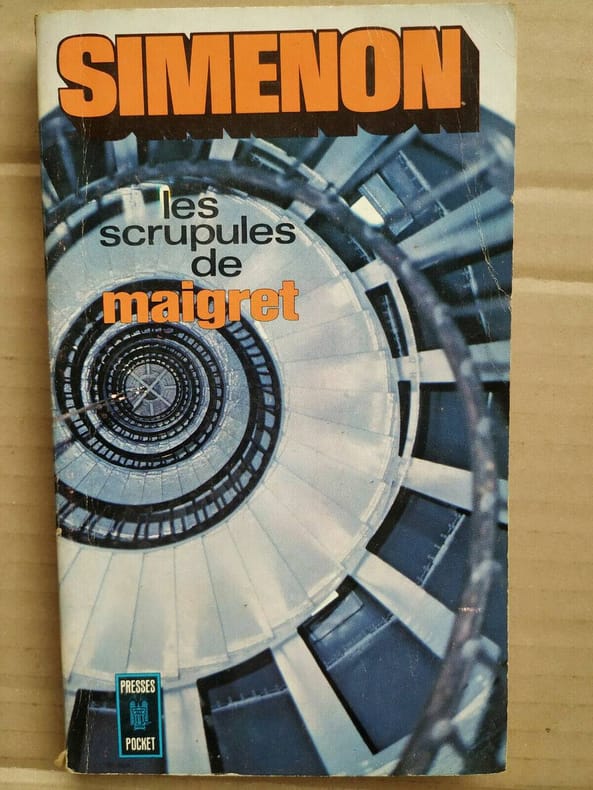 SIMENON
les
scrupules
de
maigret
PRESSES
POCKET